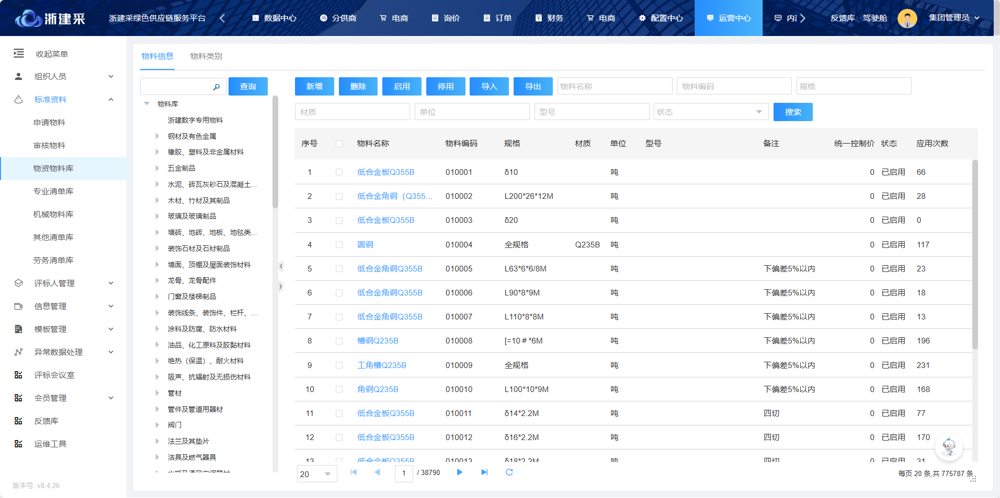 浙建采 浙建采绿色供应链服务平台 数据中心 分供商 电商 询价 订单 财务 电商 配置中心 运营中心 反馈库 驾驶舱 集团管理员
收起菜单
组织人员
标准资料
申请物料
审核物料
物资物料库
专业清单库
机械物料库
其他清单库
劳务清单库
评标人管理
信息管理
模板管理
异常数据处理
评标会议室
会员管理
反馈库
运维工具
版本号: v8.4.26
物料信息 物料类别
查询
物料库
浙建数字专用物料
钢材及有色金属
橡胶、塑料及非金属材料
五金制品
水泥、砖瓦灰砂石及混凝土...
木材、竹材及其制品
玻璃及玻璃制品
墙砖、地砖、地板、地毯类...
装饰石材及石材制品
墙面、顶棚及屋面装饰材料
龙骨、龙骨配件
门窗及楼梯制品
装饰线条、装饰件、栏杆、...
涂料及防腐、防水材料
油品、化工原料及胶黏材料
绝热（保温）、耐火材料
吸声、抗辐射及无损伤材料
管材
管件及管道用器材
阀门
法兰及其垫片
洁具及燃气器具
新增 删除 启用 停用 导入 导出 物料名称 物料编码 规格
材质 单位 型号 状态 搜索
序号 物料名称 物料编码 规格 材质 单位 型号 备注 统一控制价 状态 应用次数
1 低合金板Q355B 010001 δ10 吨 0 已启用 66
2 低合金角钢（Q355... 010002 L200*26*12M 吨 0 已启用 28
3 低合金板Q355B 010003 δ20 吨 0 已启用 0
4 圆钢 010004 全规格 Q235B 吨 0 已启用 117
5 低合金角钢Q355B 010005 L63*6*6/8M 吨 下偏差5%以内 0 已启用 23
6 低合金角钢Q355B 010006 L90*8*9M 吨 下偏差5%以内 0 已启用 18
7 低合金角钢Q355B 010007 L110*8*8M 吨 下偏差5%以内 0 已启用 13
8 槽钢Q235B 010008 [=10＃*6M 吨 下偏差5%以内 0 已启用 196
9 工角槽Q235B 010009 全规格 吨 下偏差5%以内 0 已启用 231
10 角钢Q235B 010010 L100*10*9M 吨 下偏差5%以内 0 已启用 168
11 低合金板Q355B 010011 δ14*2.2M 吨 四切 0 已启用 77
12 低合金板Q355B 010012 δ16*2.2M 吨 四切 0 已启用 170
13 低合金板Q355B 010013 δ18*2.2M 吨 四切 0 已启用 31
20 1 / 38790 每页 20 条,共 775787 条